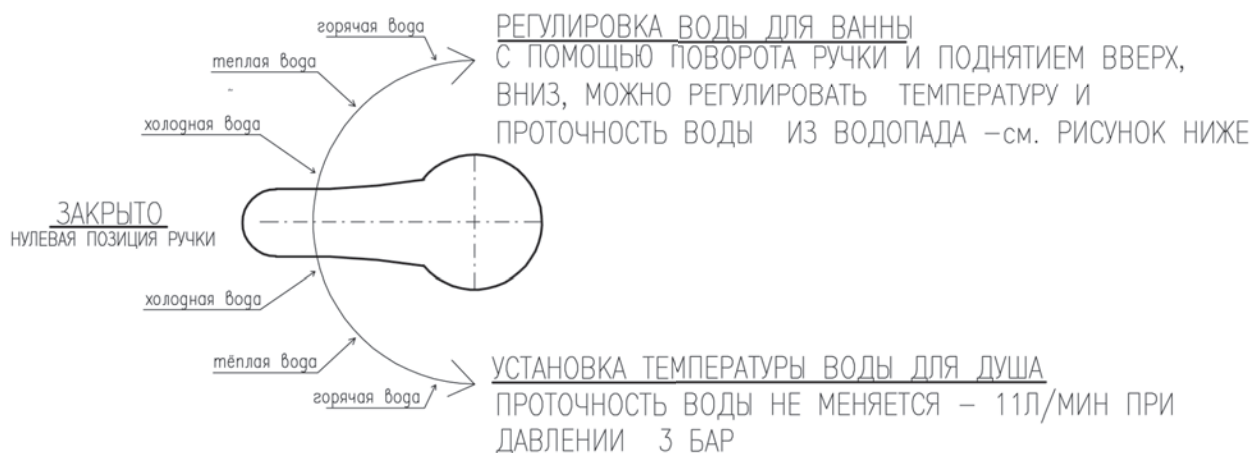 горячая вода
теплая вода
холодная вода
РЕГУЛИРОВКА ВОДЫ ДЛЯ ВАННЫ
С ПОМОЩЬЮ ПОВОРОТА РУЧКИ И ПОДНЯТИЕМ ВВЕРХ,
ВНИЗ, МОЖНО РЕГУЛИРОВАТЬ ТЕМПЕРАТУРУ И
ПРОТОЧНОСТЬ ВОДЫ ИЗ ВОДОПАДА –см. РИСУНОК НИЖЕ
ЗАКРЫТО
НУЛЕВАЯ ПОЗИЦИЯ РУЧКИ
холодная вода
тёплая вода
горячая вода
УСТАНОВКА ТЕМПЕРАТУРЫ ВОДЫ ДЛЯ ДУША
ПРОТОЧНОСТЬ ВОДЫ НЕ МЕНЯЕТСЯ – 11Л/МИН ПРИ
ДАВЛЕНИИ 3 БАР